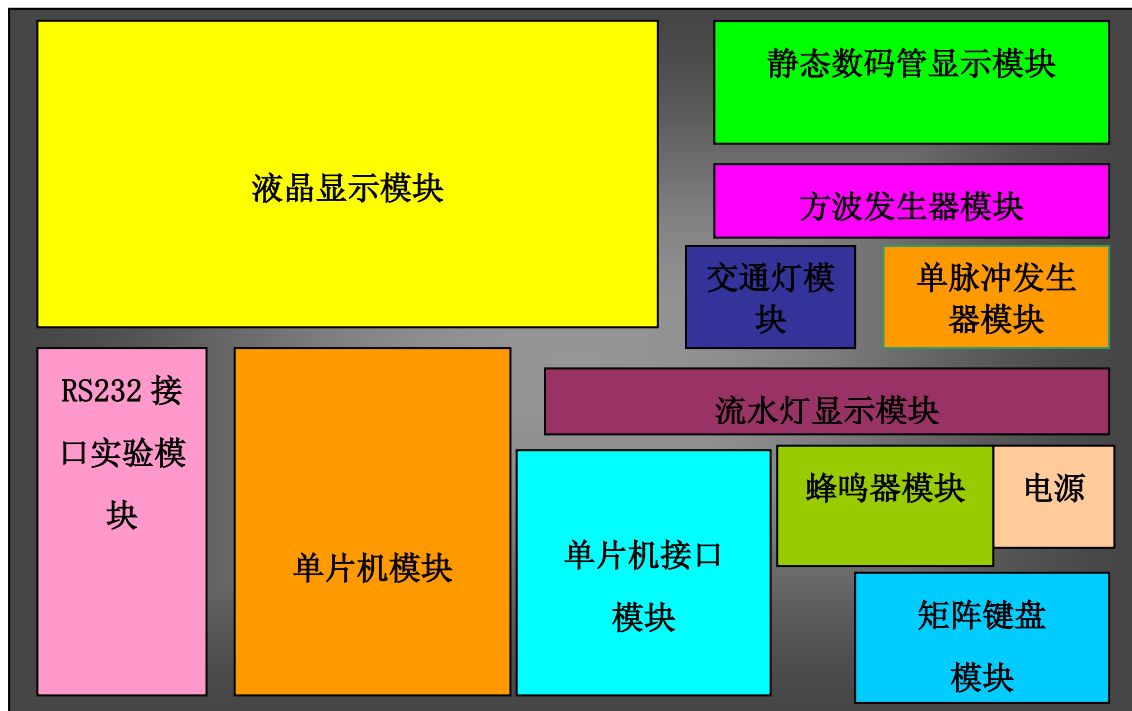 液晶显示模块
静态数码管显示模块
方波发生器模块
交通灯模
块
单脉冲发生
器模块
RS232 接
口实验模
块
单片机模块
流水灯显示模块
单片机接口
模块
蜂鸣器模块
电源
矩阵键盘
模块